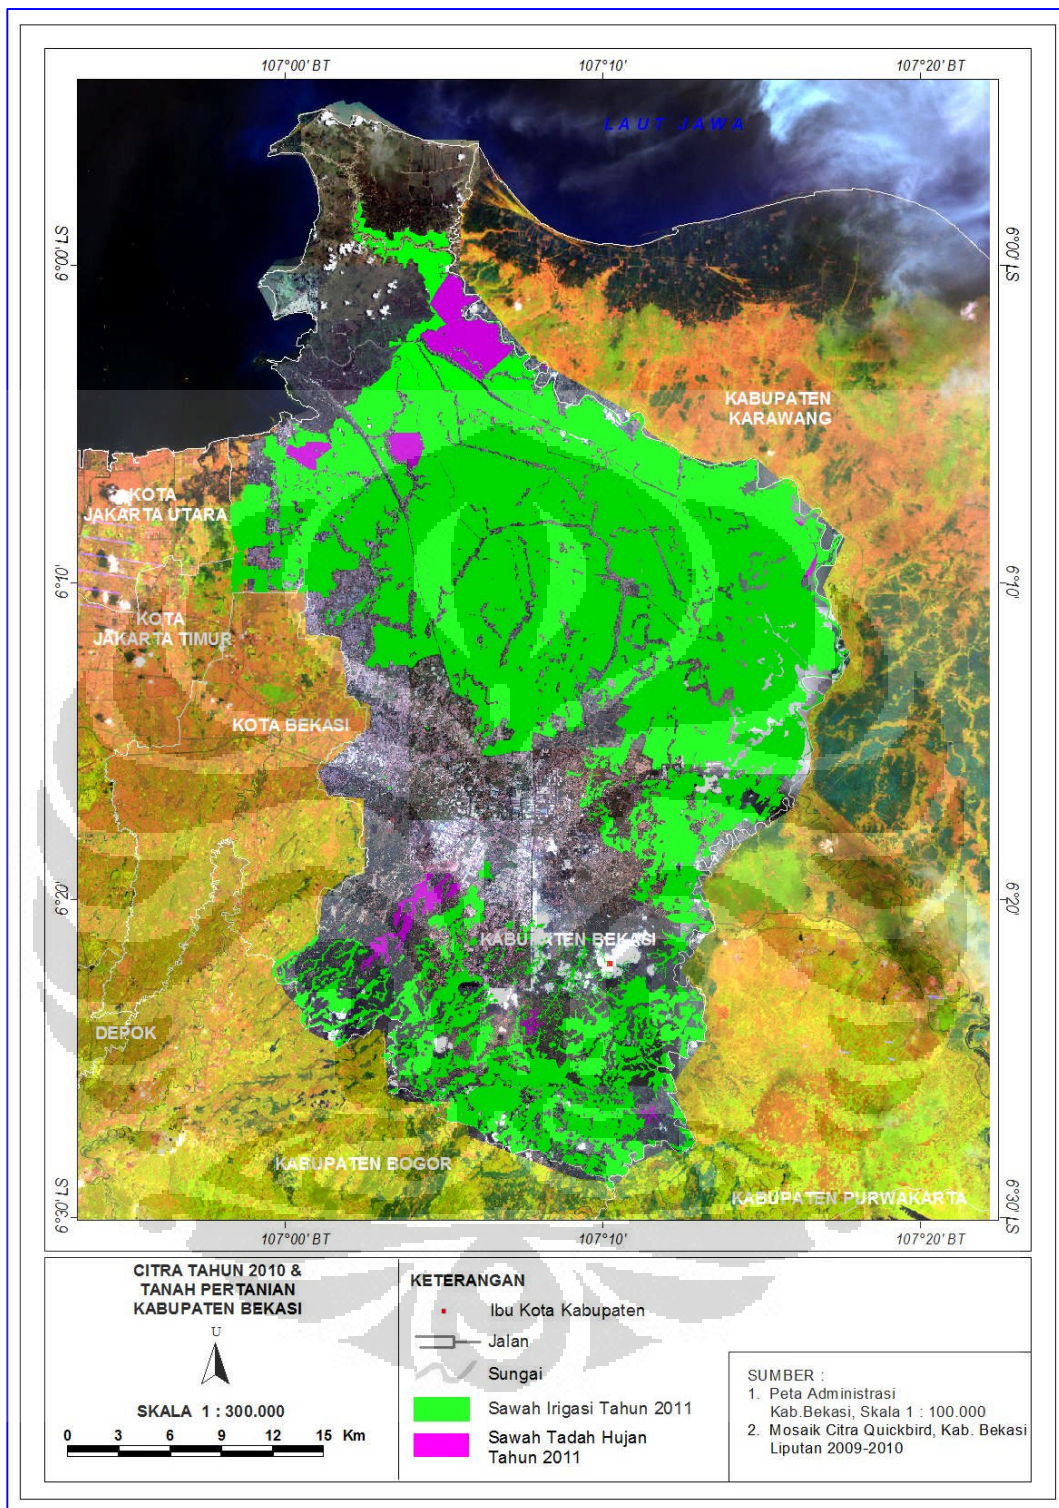 107°00' BT
107°10'
107°20' BT
LAUT JAWA
6°00' LS
6°00' LS
KABUPATEN
KARAWANG
KOTA
JAKARTA UTARA
6°10'
6°10'
KOTA
JAKARTA TIMUR
KOTA BEKASI
6°20'
6°20'
KABUPATEN BEKASI
DEPOK
KABUPATEN BOGOR
KABUPATEN PURWAKARTA
6°30' LS
6°30' LS
107°00' BT
107°10'
107°20' BT
CITRA TAHUN 2010 &
TANAH PERTANIAN
KABUPATEN BEKASI
U
SKALA 1 : 300.000
0 3 6 9 12 15 Km
KETERANGAN
Ibu Kota Kabupaten
Jalan
Sungai
Sawah Irigasi Tahun 2011
Sawah Tadah Hujan
Tahun 2011
SUMBER :
1. Peta Administrasi
Kab.Bekasi, Skala 1 : 100.000
2. Mosaik Citra Quickbird, Kab. Bekasi
Liputan 2009-2010